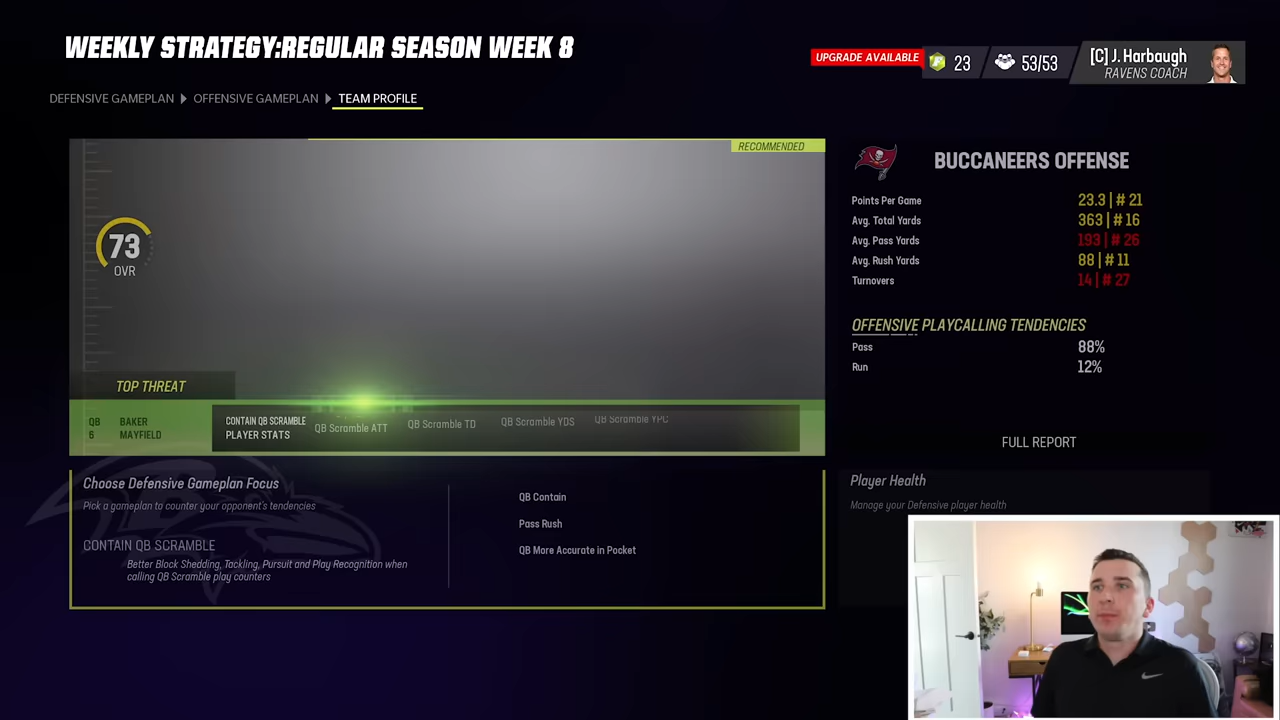 WEEKLY STRATEGY:REGULAR SEASON WEEK 8
UPGRADE AVAILABLE
23
53/53
[C] J. Harbaugh
RAVENS COACH
DEFENSIVE GAMEPLAN
OFFENSIVE GAMEPLAN
TEAM PROFILE
RECOMMENDED
73
OVR
TOP THREAT
QB
6
BAKER
MAYFIELD
CONTAIN QB SCRAMBLE
PLAYER STATS
QB Scramble ATT
QB Scramble TD
QB Scramble YDS
QB Scramble YPC
Choose Defensive Gameplan Focus
Pick a gameplan to counter your opponent's tendencies
CONTAIN QB SCRAMBLE
Better Block Shedding, Tackling, Pursuit and Play Recognition when
calling QB Scramble play counters
QB Contain
Pass Rush
QB More Accurate in Pocket
BUCCANEERS OFFENSE
Points Per Game 23.3 | # 21
Avg. Total Yards 363 | # 16
Avg. Pass Yards 193 | # 26
Avg. Rush Yards 88 | # 11
Turnovers 14 | # 27
OFFENSIVE PLAYCALLING TENDENCIES
Pass 88%
Run 12%
FULL REPORT
Player Health
Manage your Defensive player health